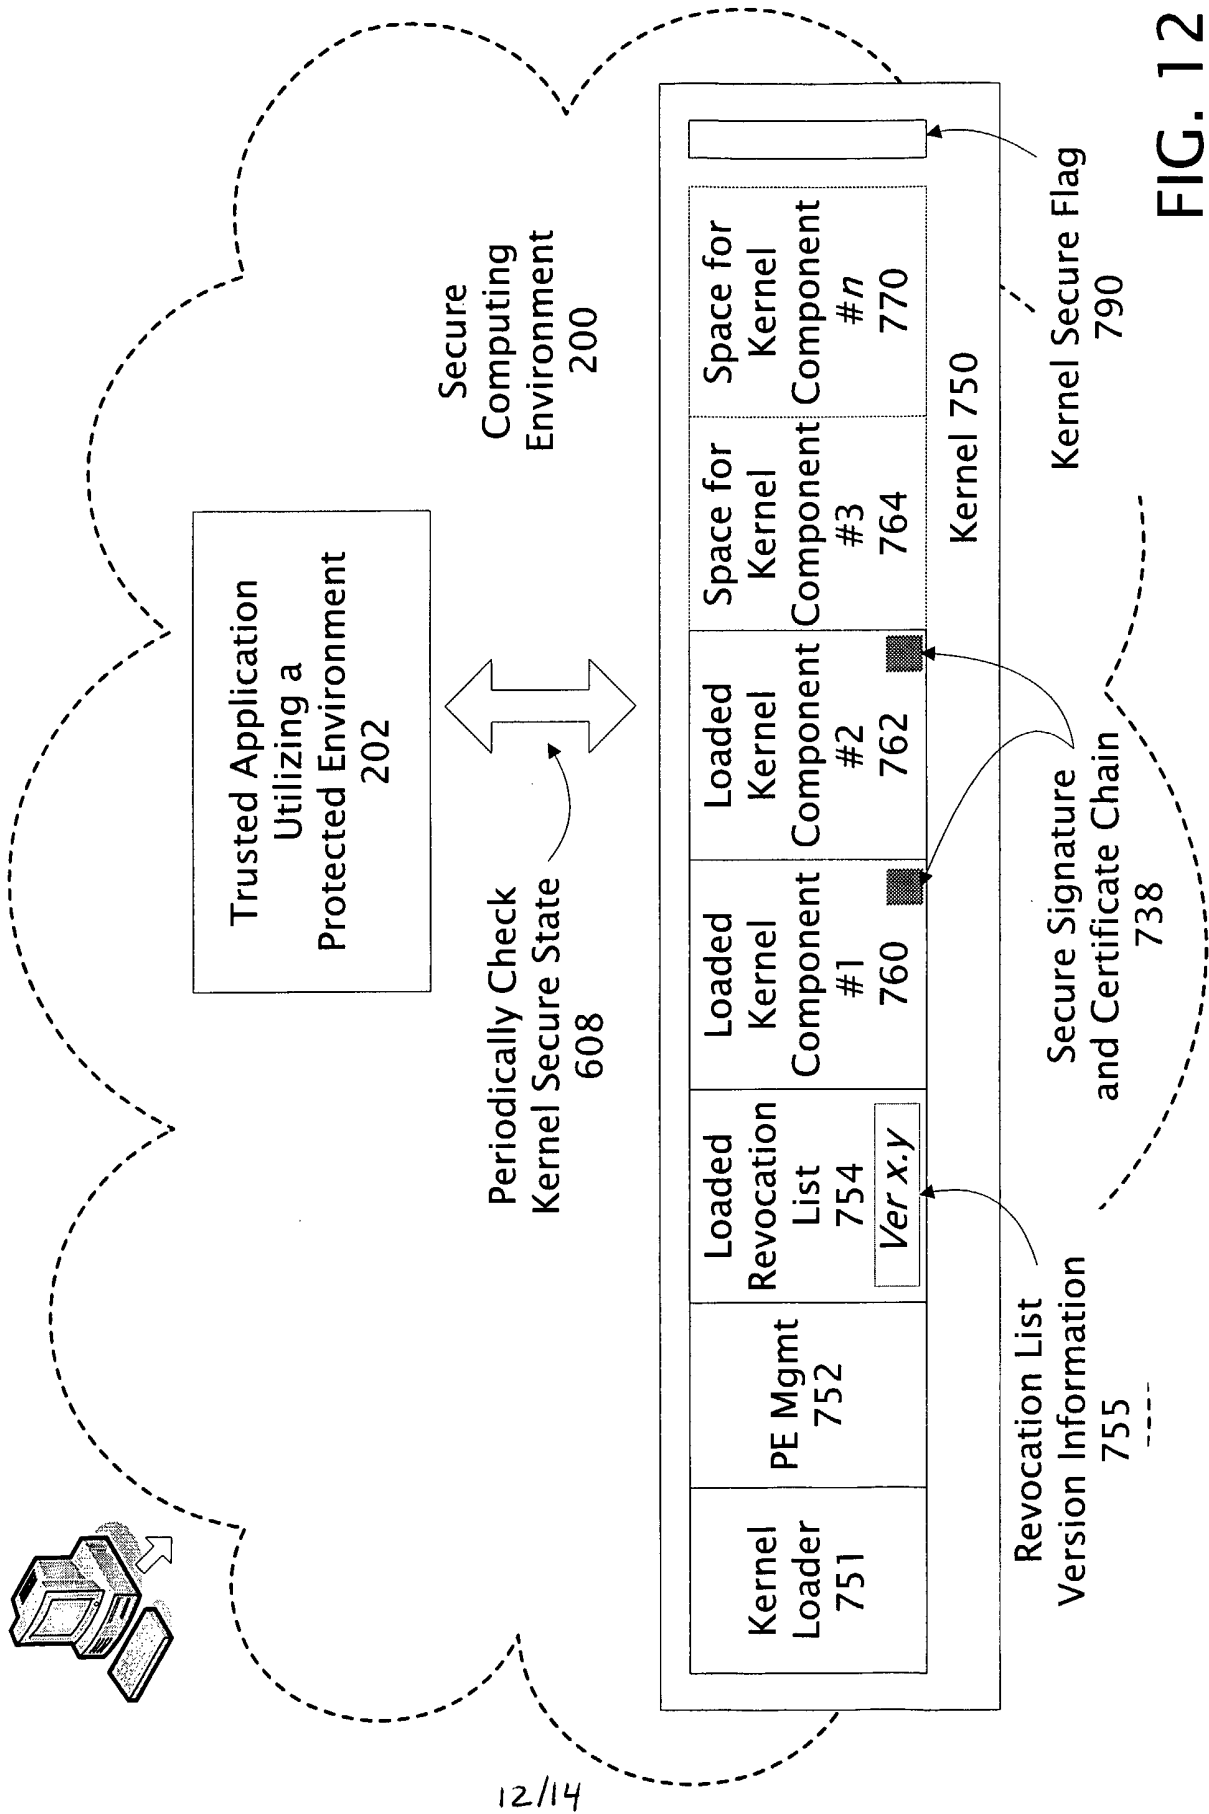 Trusted Application
Utilizing a
Protected Environment
202
Secure
Computing
Environment
200
Periodically Check
Kernel Secure State
608
Kernel
Loader
751
PE Mgmt
752
Loaded
Revocation
List
754
Ver x.y
Loaded
Kernel
Component
#1
760
Loaded
Kernel
Component
#2
762
Space for
Kernel
Component
#3
764
Space for
Kernel
Component
#n
770
Kernel 750
Revocation List
Version Information
755
Secure Signature
and Certificate Chain
738
Kernel Secure Flag
790
FIG. 12
12/14